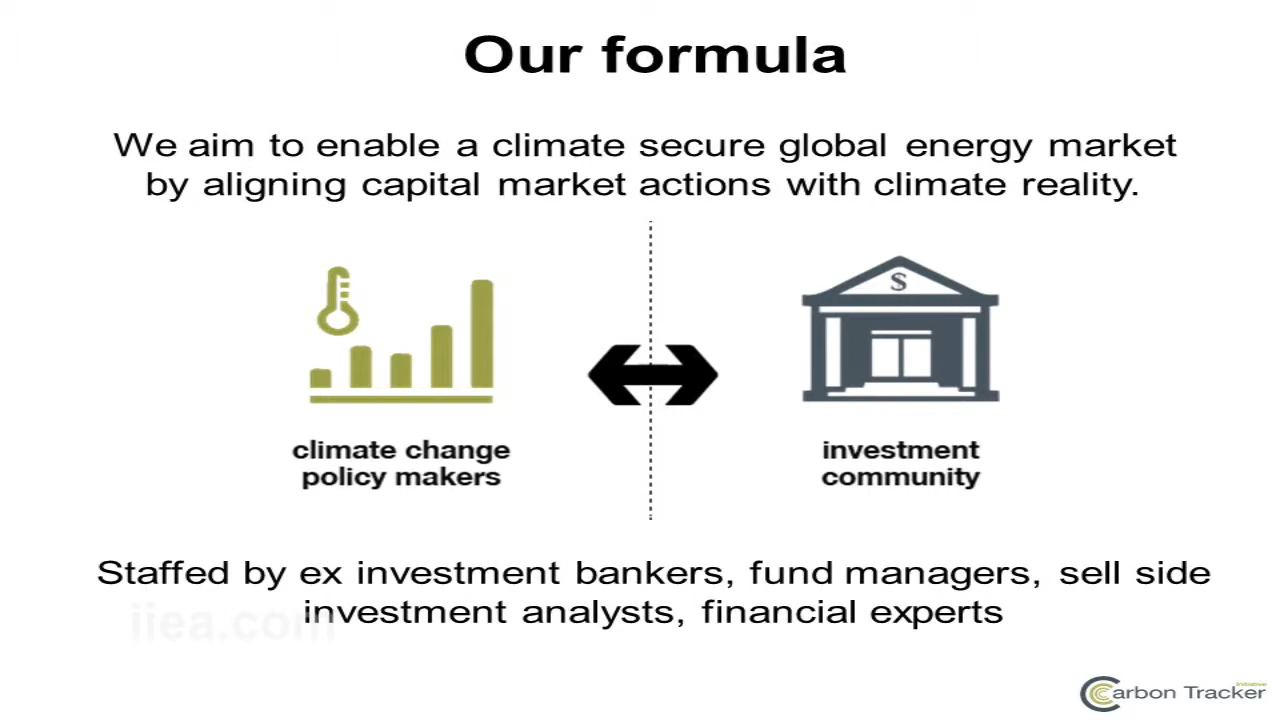 Our formula
We aim to enable a climate secure global energy market
by aligning capital market actions with climate reality.
$
climate change
policy makers
investment
community
Staffed by ex investment bankers, fund managers, sell side
investment analysts, financial experts
iiea.com
Initiative
Carbon Tracker